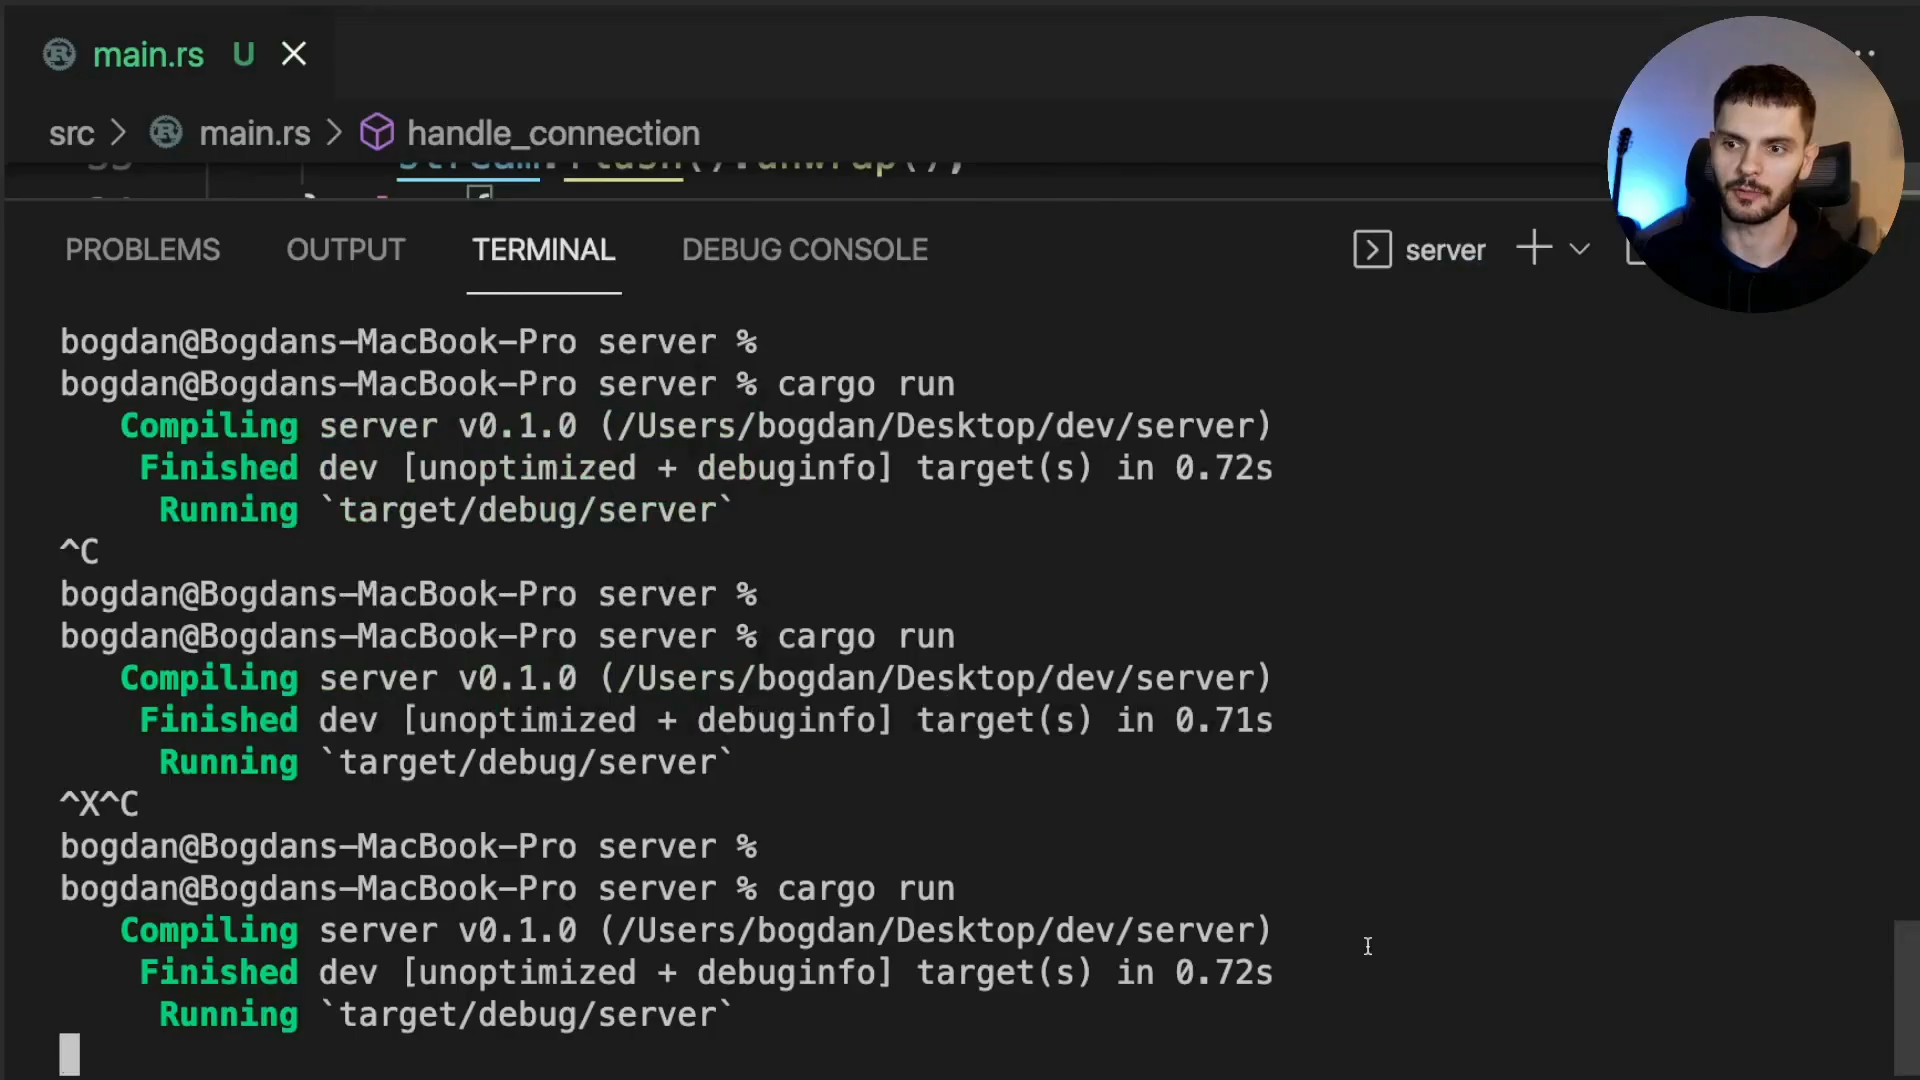 main.rs U
src > main.rs > handle_connection
PROBLEMS OUTPUT TERMINAL DEBUG CONSOLE server
bogdan@Bogdans-MacBook-Pro server %
bogdan@Bogdans-MacBook-Pro server % cargo run
Compiling server v0.1.0 (/Users/bogdan/Desktop/dev/server)
Finished dev [unoptimized + debuginfo] target(s) in 0.72s
Running `target/debug/server`
^C
bogdan@Bogdans-MacBook-Pro server %
bogdan@Bogdans-MacBook-Pro server % cargo run
Compiling server v0.1.0 (/Users/bogdan/Desktop/dev/server)
Finished dev [unoptimized + debuginfo] target(s) in 0.71s
Running `target/debug/server`
^X^C
bogdan@Bogdans-MacBook-Pro server %
bogdan@Bogdans-MacBook-Pro server % cargo run
Compiling server v0.1.0 (/Users/bogdan/Desktop/dev/server)
Finished dev [unoptimized + debuginfo] target(s) in 0.72s
Running `target/debug/server`